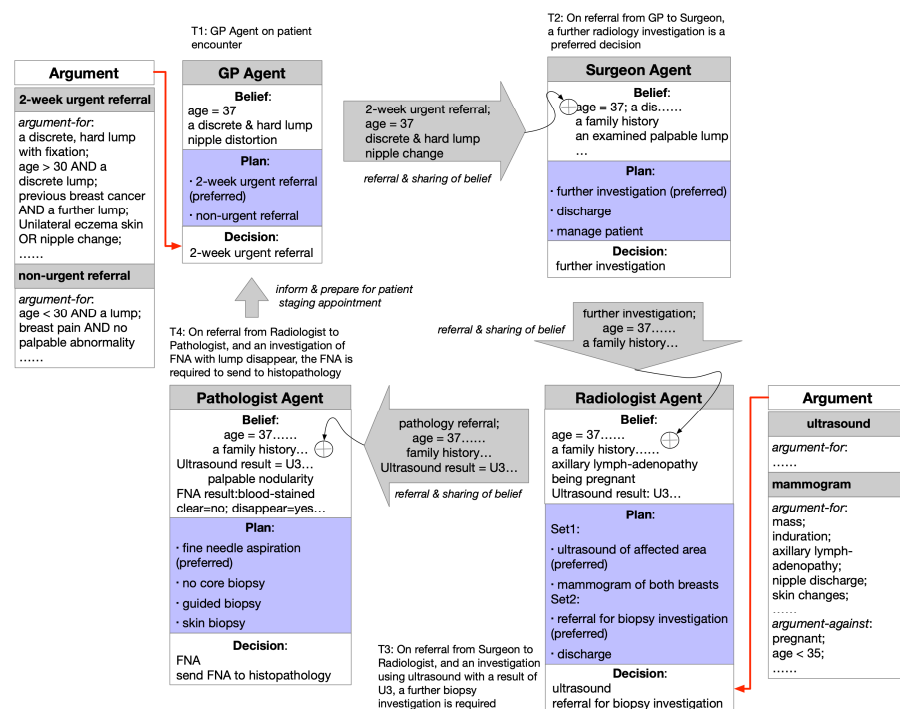 T1: GP Agent on patient
encounter
T2: On referral from GP to Surgeon,
a further radiology investigation is a
preferred decision
Argument
2-week urgent referral
argument-for:
a discrete, hard lump
with fixation;
age > 30 AND a
discrete lump;
previous breast cancer
AND a further lump;
Unilateral eczema skin
OR nipple change;
……
non-urgent referral
argument-for:
age < 30 AND a lump;
breast pain AND no
palpable abnormality
……
GP Agent
Belief:
age = 37
a discrete & hard lump
nipple distortion
Plan:
· 2-week urgent referral
(preferred)
· non-urgent referral
Decision:
2-week urgent referral
2-week urgent referral;
age = 37
discrete & hard lump
nipple change
referral & sharing of belief
Surgeon Agent
Belief:
age = 37; a dis……
a family history
an examined palpable lump
…
Plan:
· further investigation (preferred)
· discharge
· manage patient
Decision:
further investigation
inform & prepare for patient
staging appointment
further investigation;
age = 37……
a family history…
referral & sharing of belief
T4: On referral from Radiologist to
Pathologist, and an investigation of
FNA with lump disappear, the FNA is
required to send to histopathology
Pathologist Agent
Belief:
age = 37……
a family history…
Ultrasound result = U3…
palpable nodularity
FNA result:blood-stained
clear=no; disappear=yes…
Plan:
· fine needle aspiration
(preferred)
· no core biopsy
· guided biopsy
· skin biopsy
Decision:
FNA
send FNA to histopathology
pathology referral;
age = 37……
family history…
Ultrasound result = U3…
referral & sharing of belief
Radiologist Agent
Belief:
age = 37……
a family history……
axillary lymph-adenopathy
being pregnant
Ultrasound result: U3…
Plan:
Set1:
· ultrasound of affected area
(preferred)
· mammogram of both breasts
Set2:
· referral for biopsy investigation
(preferred)
· discharge
Decision:
ultrasound
referral for biopsy investigation
T3: On referral from Surgeon to
Radiologist, and an investigation
using ultrasound with a result of
U3, a further biopsy
investigation is required
Argument
ultrasound
argument-for:
……
mammogram
argument-for:
mass;
induration;
axillary lymph-
adenopathy;
nipple discharge;
skin changes;
……
argument-against:
pregnant;
age < 35;
……